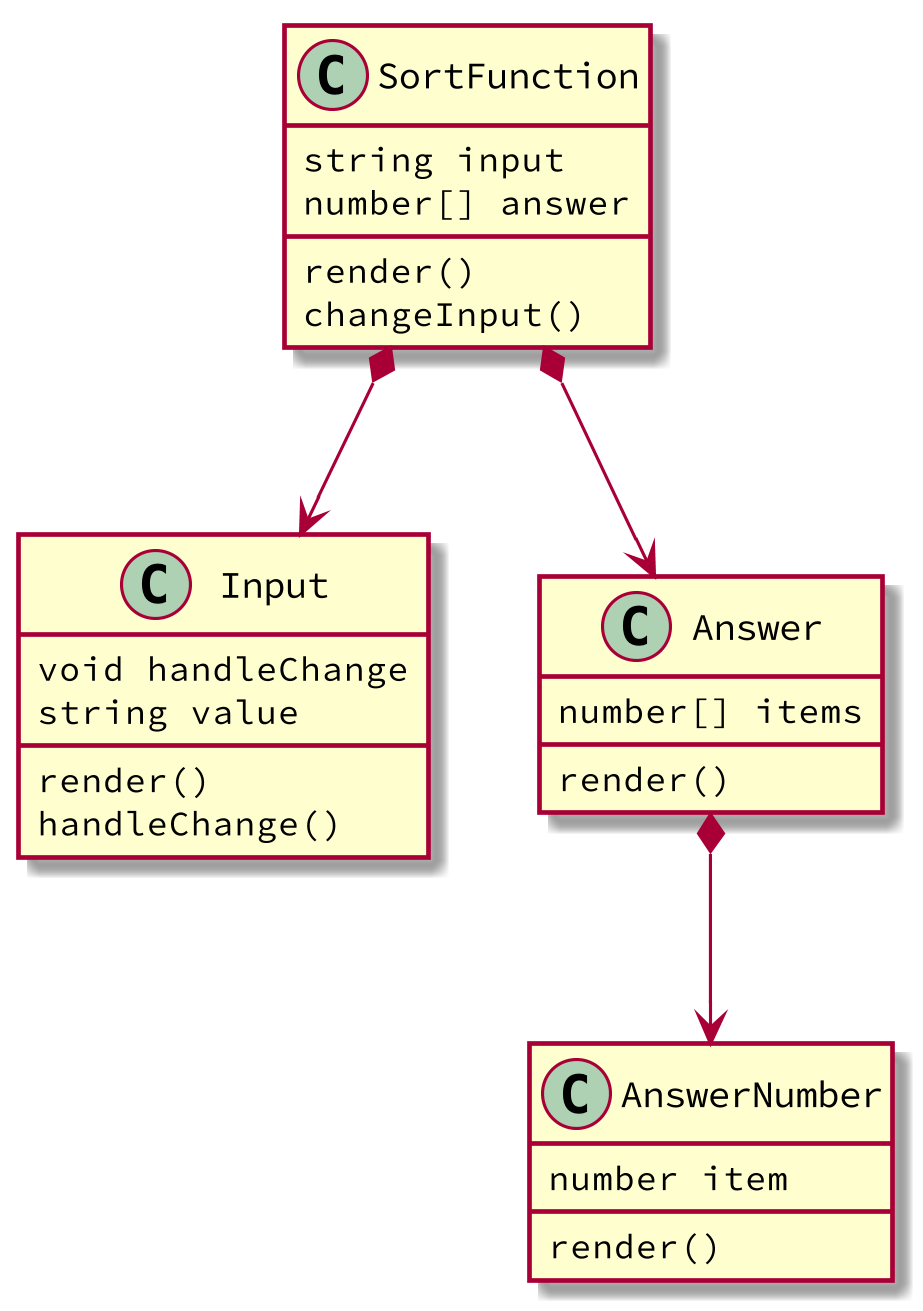 C SortFunction
string input
number[] answer
render()
changeInput()
C Input
void handleChange
string value
render()
handleChange()
C Answer
number[] items
render()
C AnswerNumber
number item
render()